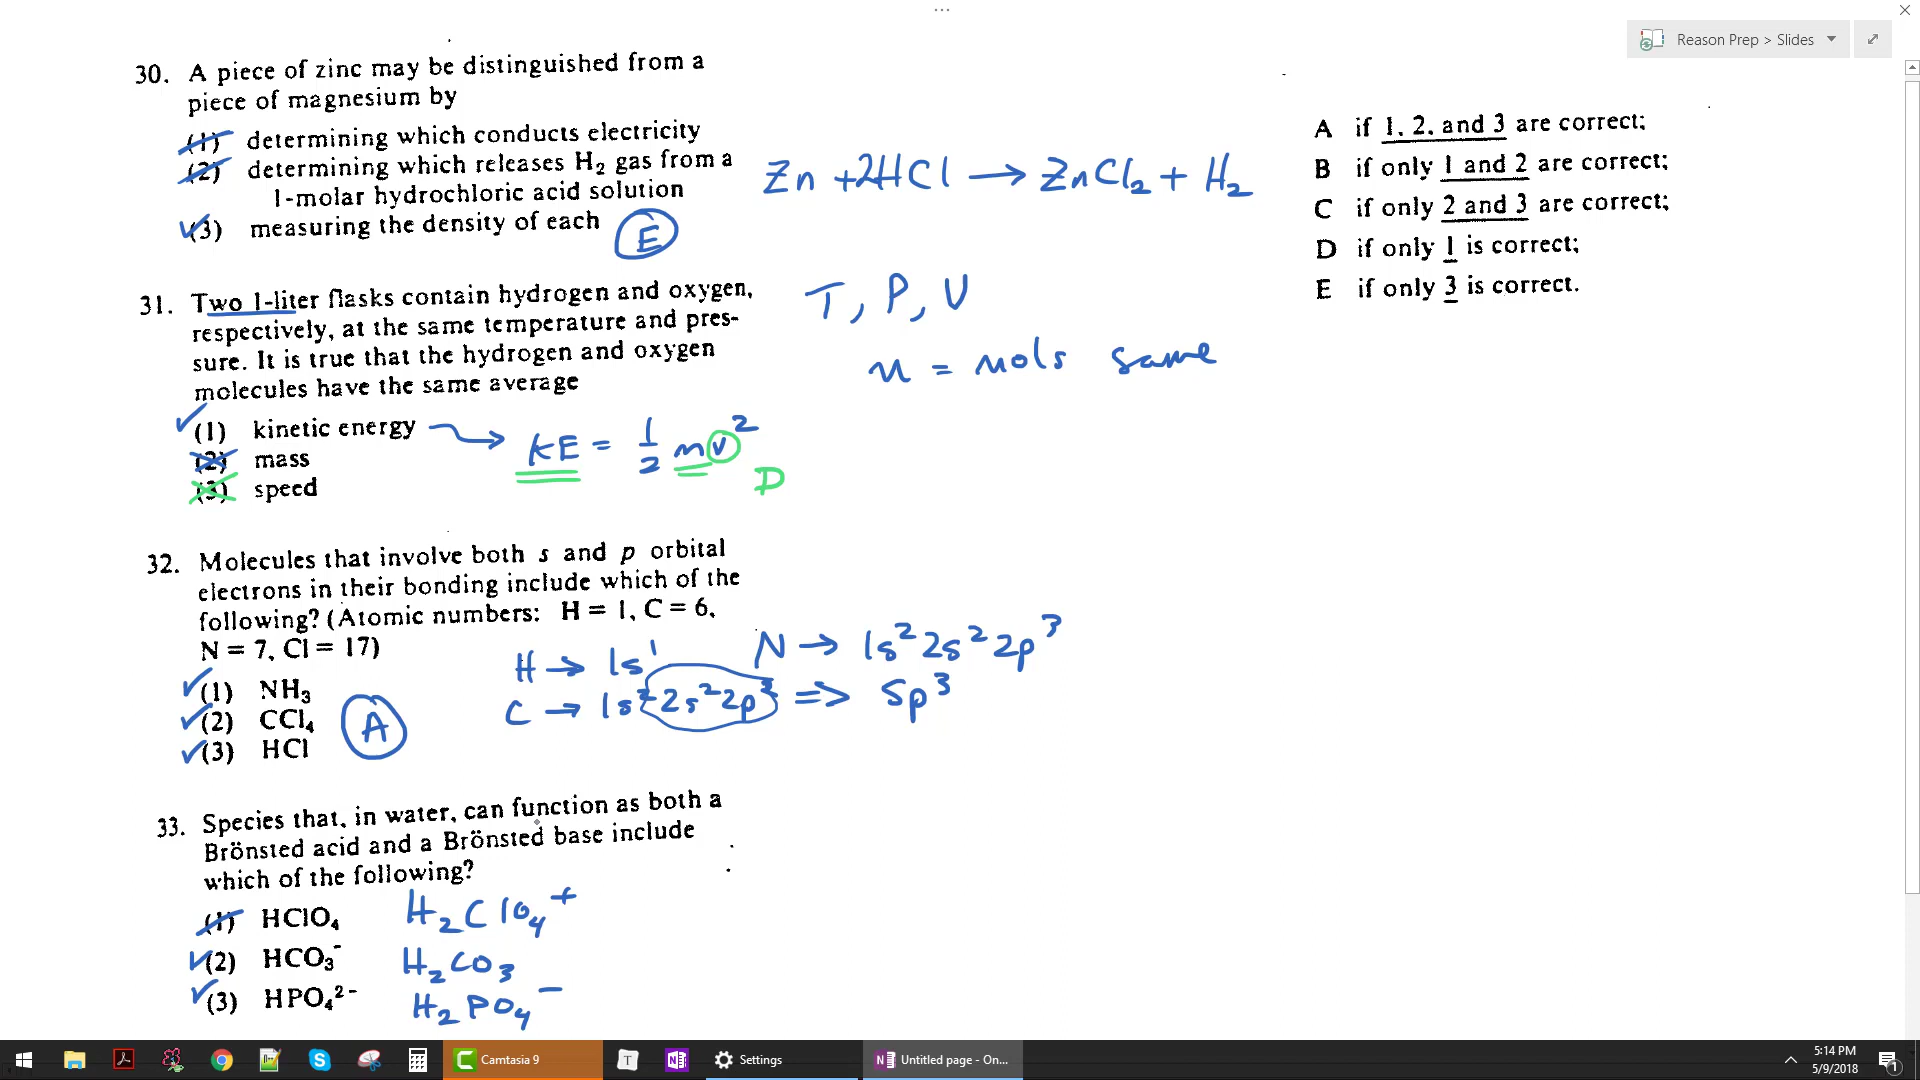 Reason Prep > Slides
30. A piece of zinc may be distinguished from a
piece of magnesium by
(1) determining which conducts electricity
(2) determining which releases H₂ gas from a
1-molar hydrochloric acid solution
(3) measuring the density of each
E
Zn + 2HCl → ZnCl₂ + H₂
A if 1, 2, and 3 are correct;
B if only 1 and 2 are correct;
C if only 2 and 3 are correct;
D if only 1 is correct;
E if only 3 is correct.
31. Two 1-liter flasks contain hydrogen and oxygen,
respectively, at the same temperature and pres-
sure. It is true that the hydrogen and oxygen
molecules have the same average
(1) kinetic energy
(2) mass
(3) speed
T, P, V
n = mols same
→ KE = 1/2 mv²
D
32. Molecules that involve both s and p orbital
electrons in their bonding include which of the
following? (Atomic numbers: H = 1, C = 6,
N = 7, Cl = 17)
(1) NH₃
(2) CCl₄
(3) HCl
A
H → 1s¹
N → 1s² 2s² 2p³
C → 1s² 2s² 2p² => sp³
33. Species that, in water, can function as both a
Brönsted acid and a Brönsted base include
which of the following?
(1) HClO₄ H₂ClO₄⁺
(2) HCO₃⁻ H₂CO₃
(3) HPO₄²⁻ H₂PO₄⁻
Camtasia 9
T
N
Settings
N
Untitled page - On...
5:14 PM
5/9/2018
1